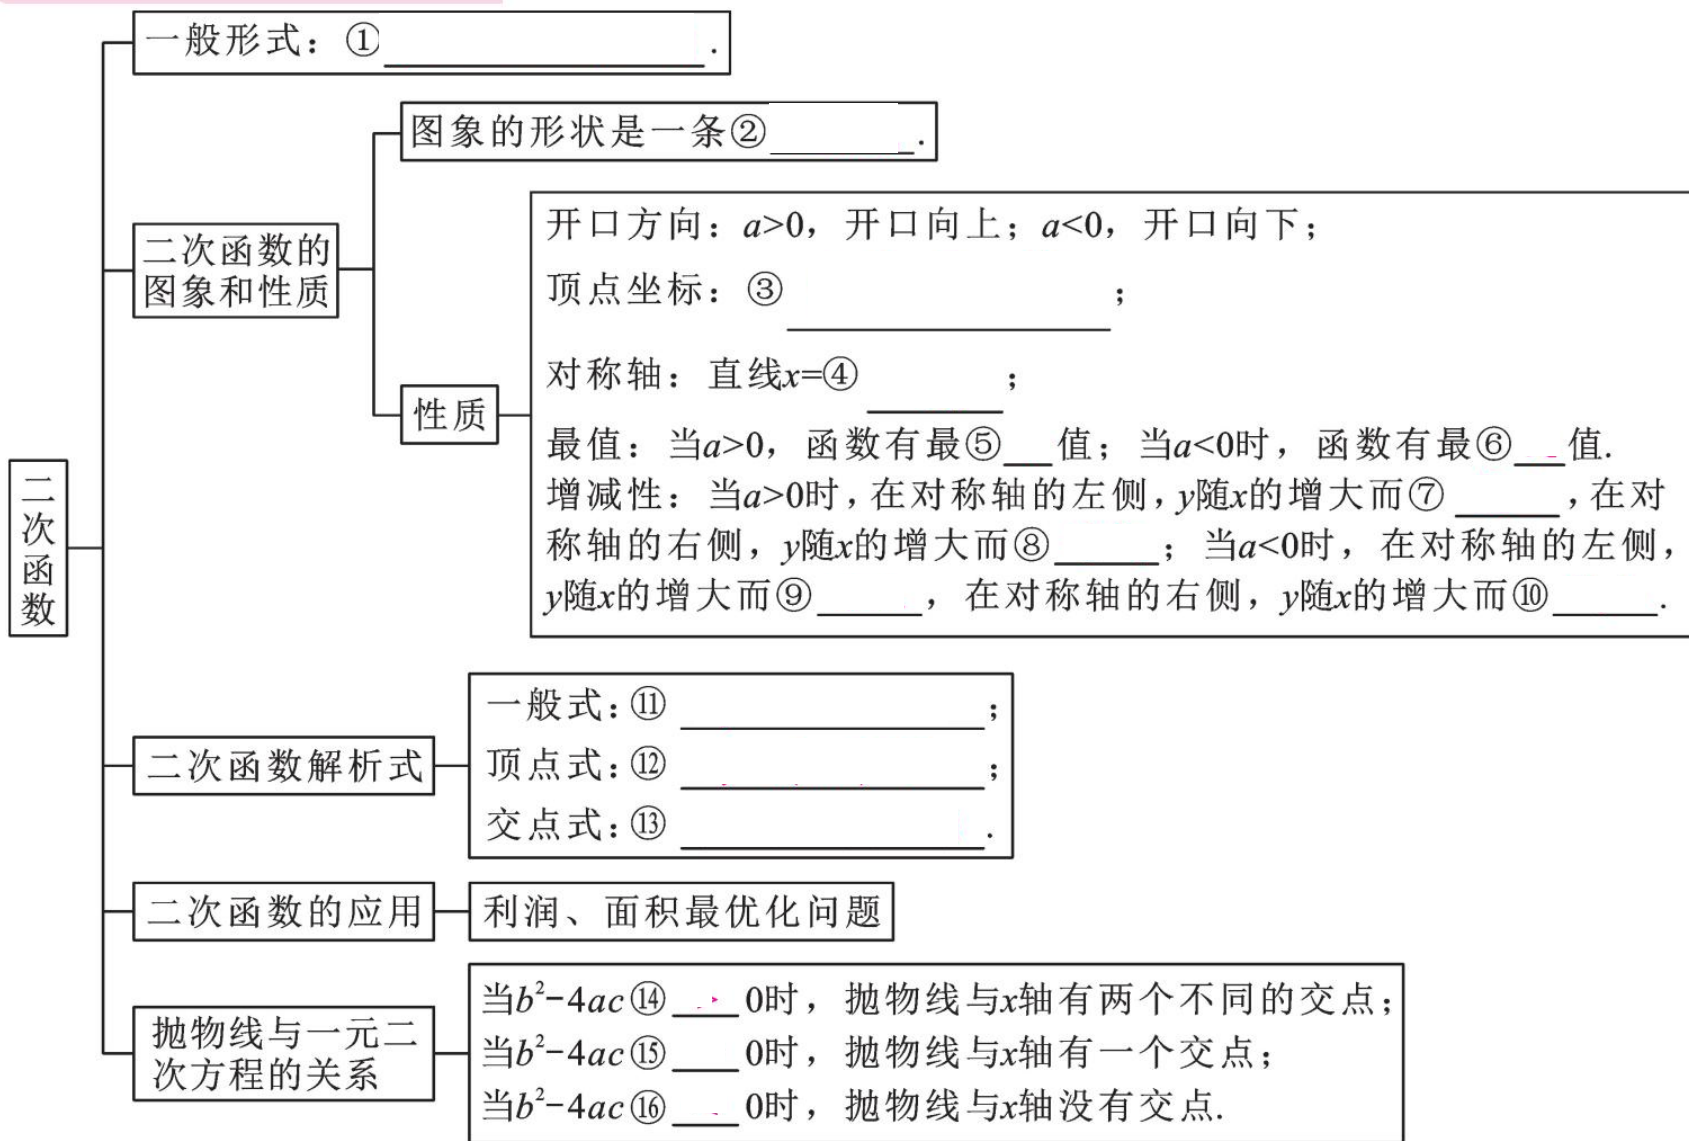 二次函数
一般形式：①________.
二次函数的
图象和性质
图象的形状是一条②________.
性质
开口方向：a>0，开口向上；a<0，开口向下；
顶点坐标：③________；
对称轴：直线x=④________；
最值：当a>0，函数有最⑤___值；当a<0时，函数有最⑥___值.
增减性：当a>0时，在对称轴的左侧，y随x的增大而⑦______，在对
称轴的右侧，y随x的增大而⑧______；当a<0时，在对称轴的左侧，
y随x的增大而⑨______，在对称轴的右侧，y随x的增大而⑩______.
二次函数解析式
一般式：⑪________；
顶点式：⑫________；
交点式：⑬________.
二次函数的应用
利润、面积最优化问题
抛物线与一元二
次方程的关系
当b²-4ac⑭____0时，抛物线与x轴有两个不同的交点；
当b²-4ac⑮____0时，抛物线与x轴有一个交点；
当b²-4ac⑯____0时，抛物线与x轴没有交点.